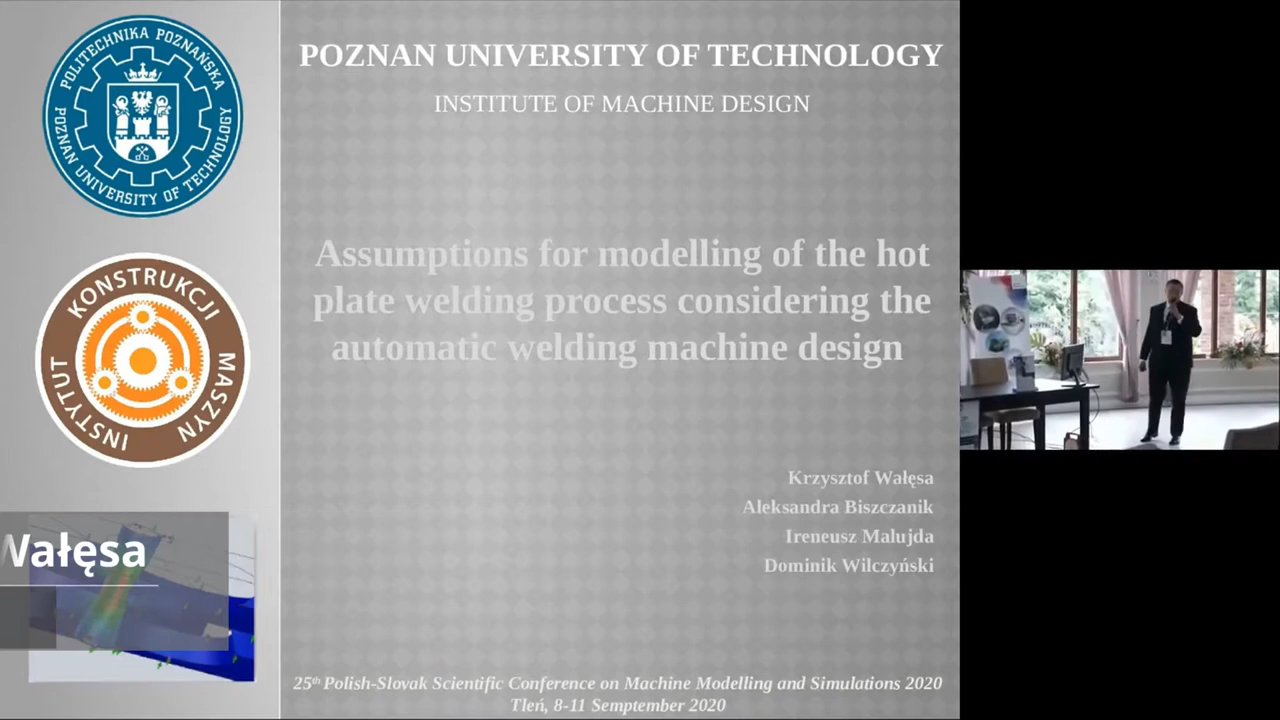 POLITECHNIKA POZNAŃSKA
POZNAN UNIVERSITY OF TECHNOLOGY
INSTYTUT KONSTRUKCJI MASZYN
Wałęsa
POZNAN UNIVERSITY OF TECHNOLOGY
INSTITUTE OF MACHINE DESIGN
Assumptions for modelling of the hot
plate welding process considering the
automatic welding machine design
Krzysztof Wałęsa
Aleksandra Biszczanik
Ireneusz Malujda
Dominik Wilczyński
25th Polish-Slovak Scientific Conference on Machine Modelling and Simulations 2020
Tleń, 8-11 Semptember 2020